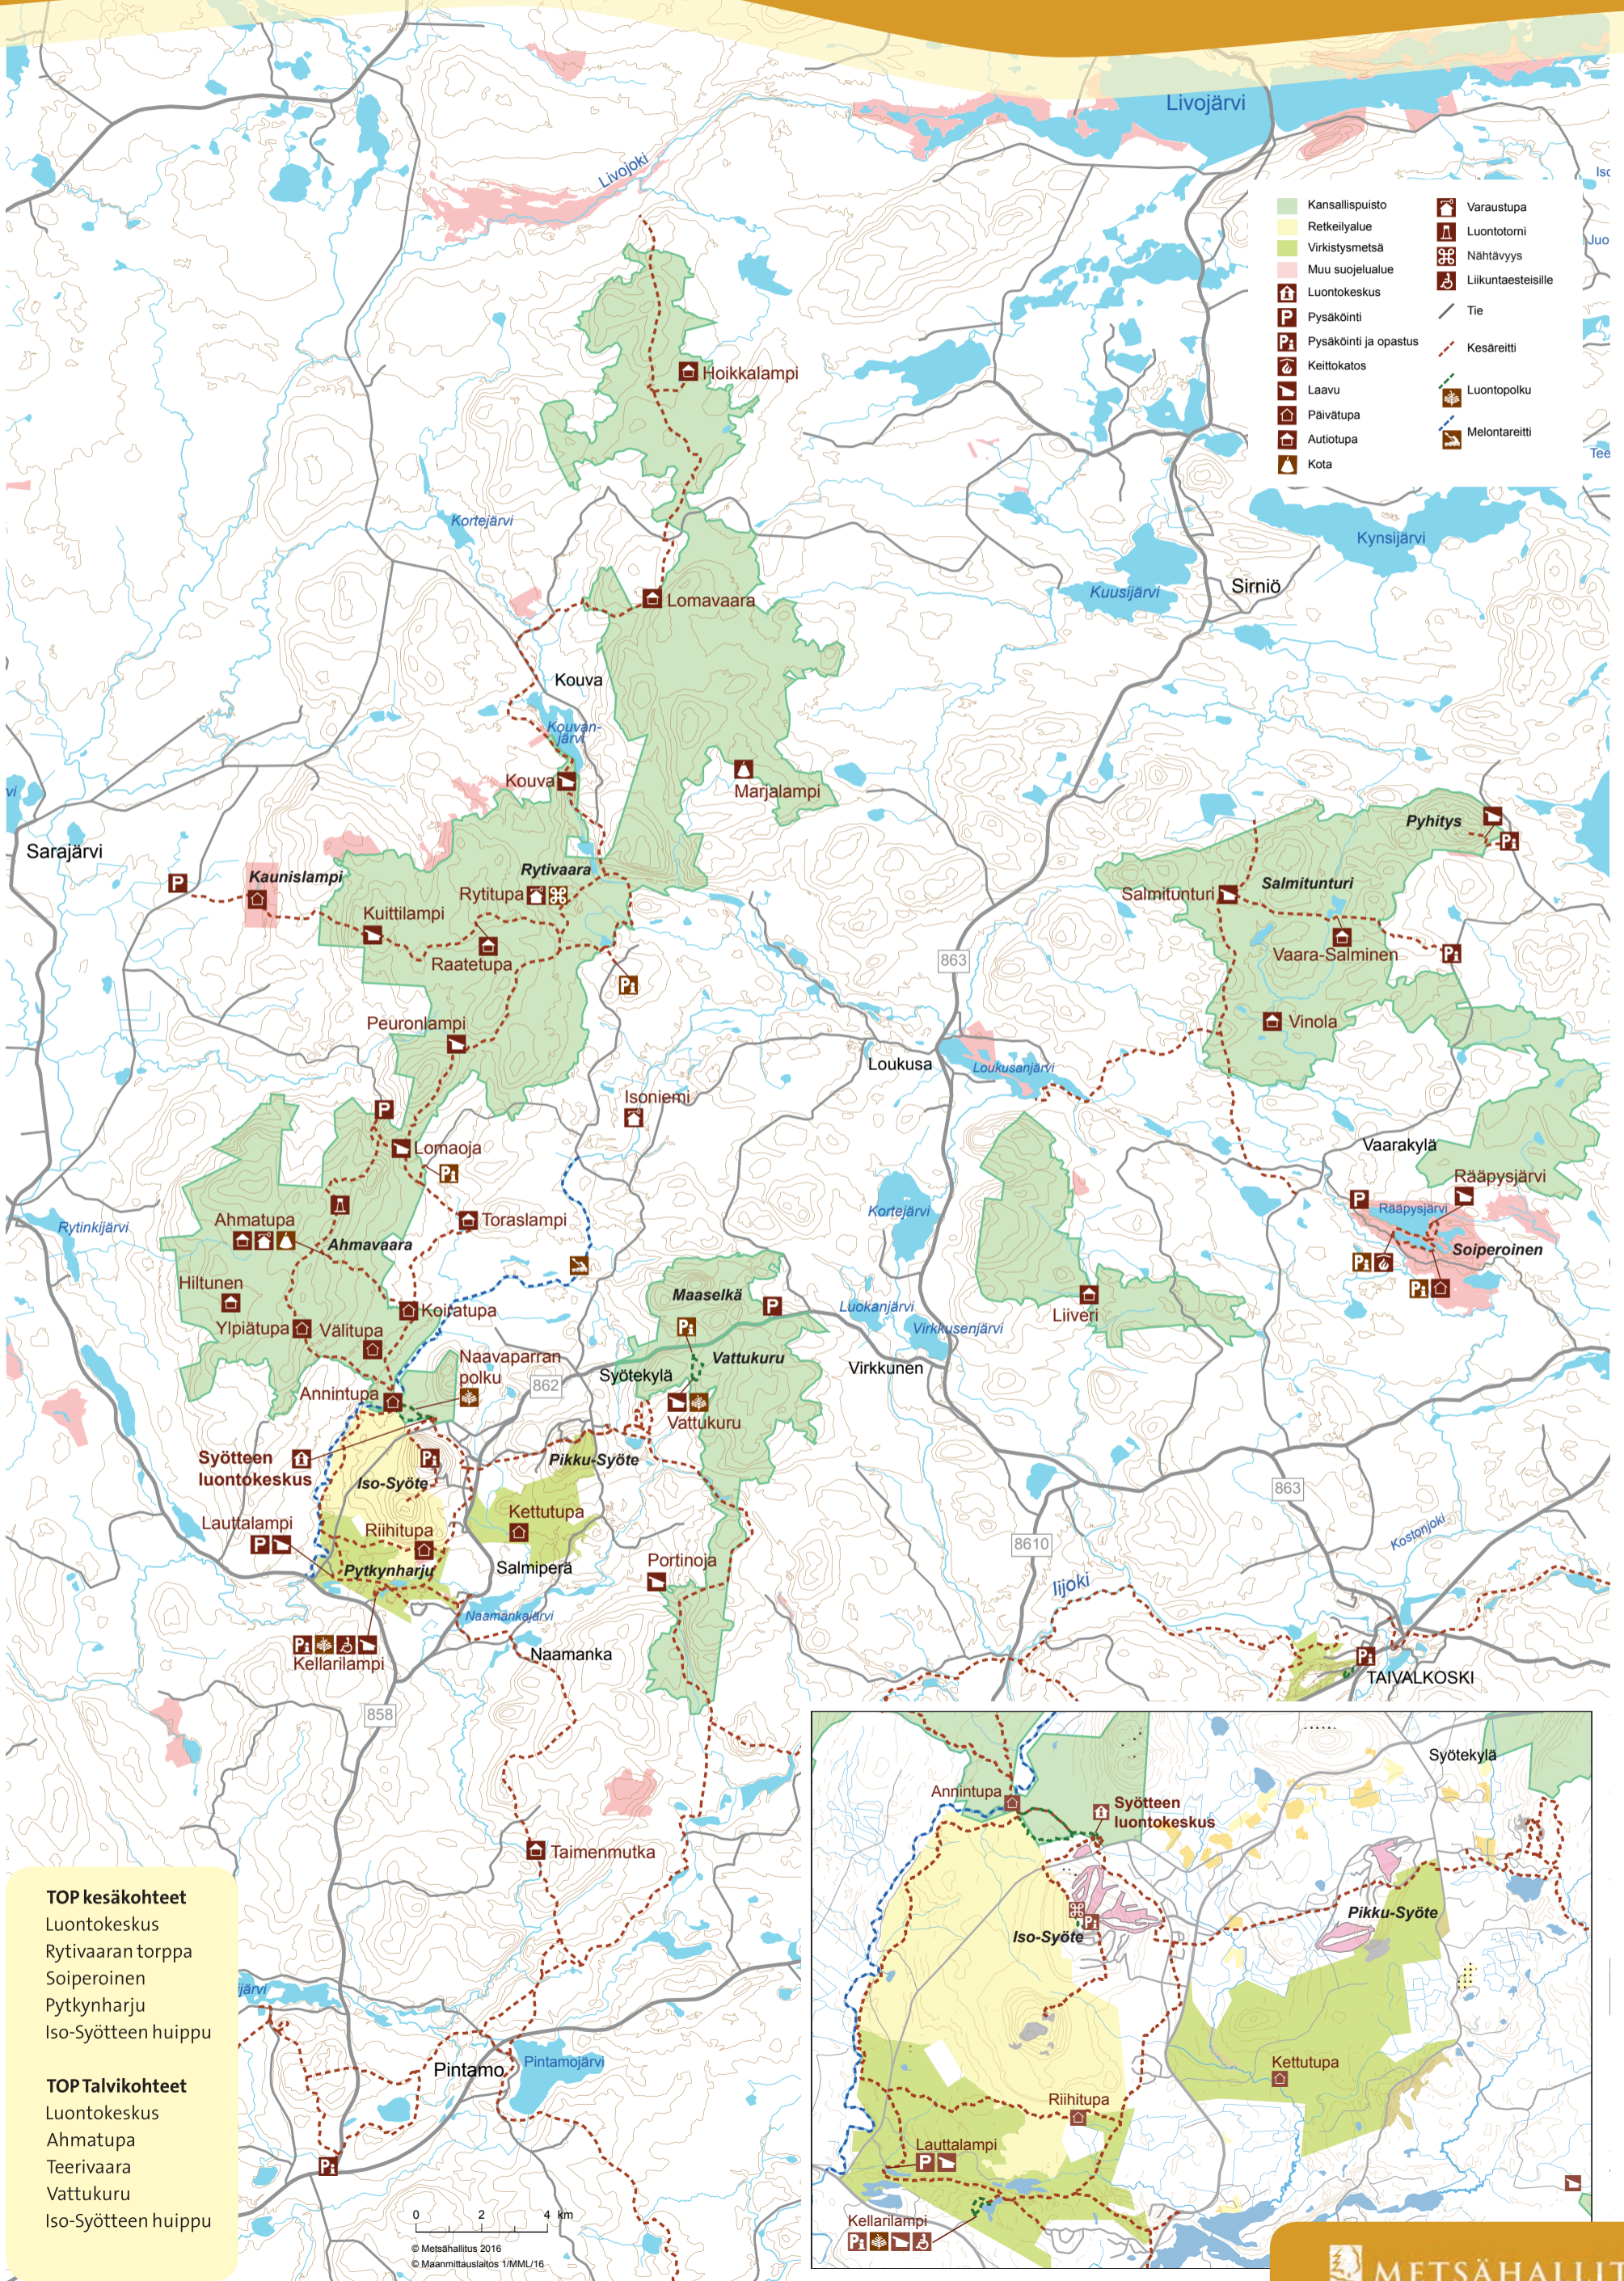 Livojärvi
Livojoki
Iso
Juo
Tee
Kansallispuisto
Retkeilyalue
Virkistysmetsä
Muu suojelualue
Luontokeskus
Pysäköinti
Pysäköinti ja opastus
Keittokatos
Laavu
Päivätupa
Autiotupa
Kota
Varaustupa
Luontotorni
Nähtävyys
Liikuntaesteisille
Tie
Kesäreitti
Luontopolku
Melontareitti
Hoikkalampi
Kortejärvi
Kynsijärvi
Kuusijärvi
Sirniö
Lomavaara
Kouva
Kouvan-
järvi
Kouva
Marjalampi
vi
Sarajärvi
Pyhitys
Kaunislampi
Rytivaara
Rytitupa
Kuittilampi
Raatetupa
Salmitunturi
Salmitunturi
Vaara-Salminen
863
Vinola
Peuronlampi
Loukusa
Loukusanjärvi
Isoniemi
Lomaoja
Vaarakylä
Rääpysjärvi
Rääpysjärvi
Soiperoinen
Rytinkijärvi
Ahmatupa
Ahmavaara
Toraslampi
Kortejärvi
Hiltunen
Koiratupa
Ylpiätupa
Välitupa
Maaselkä
Luokanjärvi
Virkkusenjärvi
Liiveri
Virkkunen
Vattukuru
Syötekylä
Naavaparran
polku
862
Annintupa
Vattukuru
Syötteen
luontokeskus
Iso-Syöte
Pikku-Syöte
863
Lauttalampi
Riihitupa
Kettutupa
Pytkynharju
Salmiperä
Portinoja
8610
Iijoki
Kostonjoki
Naamankajärvi
Naamanka
Kellarilampi
TAIVALKOSKI
858
Taimenmutka
ijärvi
Pintamo
Pintamojärvi
TOP kesäkohteet
Luontokeskus
Rytivaaran torppa
Soiperoinen
Pytkynharju
Iso-Syötteen huippu
TOP Talvikohteet
Luontokeskus
Ahmatupa
Teerivaara
Vattukuru
Iso-Syötteen huippu
0 2 4 km
© Metsähallitus 2016
© Maanmittauslaitos 1/MML/16
Syötekylä
Annintupa
Syötteen
luontokeskus
Iso-Syöte
Pikku-Syöte
Kettutupa
Riihitupa
Lauttalampi
Kellarilampi
METSÄHALLIT